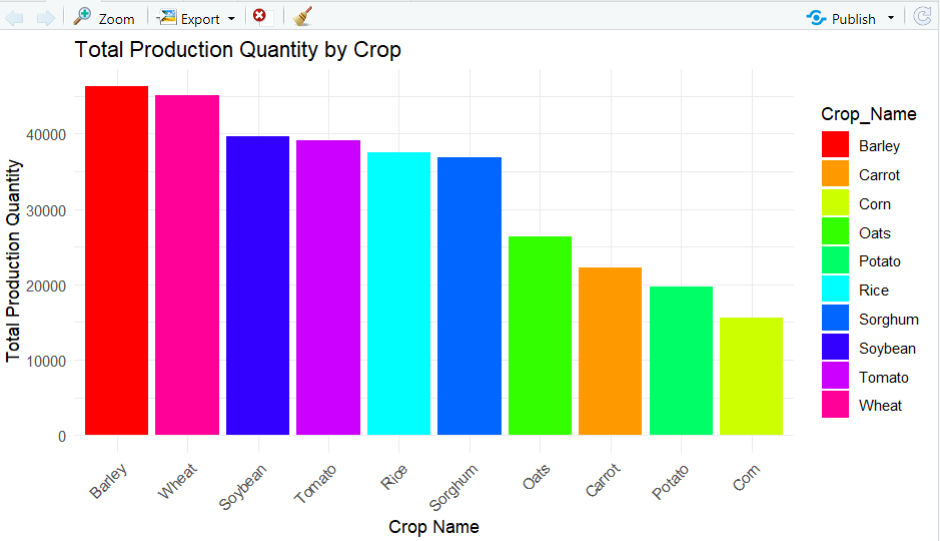 Zoom Export Publish
Total Production Quantity by Crop
Total Production Quantity
40000
30000
20000
10000
0
Barley Wheat Soybean Tomato Rice Sorghum Oats Carrot Potato Corn
Crop Name
Crop_Name
Barley
Carrot
Corn
Oats
Potato
Rice
Sorghum
Soybean
Tomato
Wheat